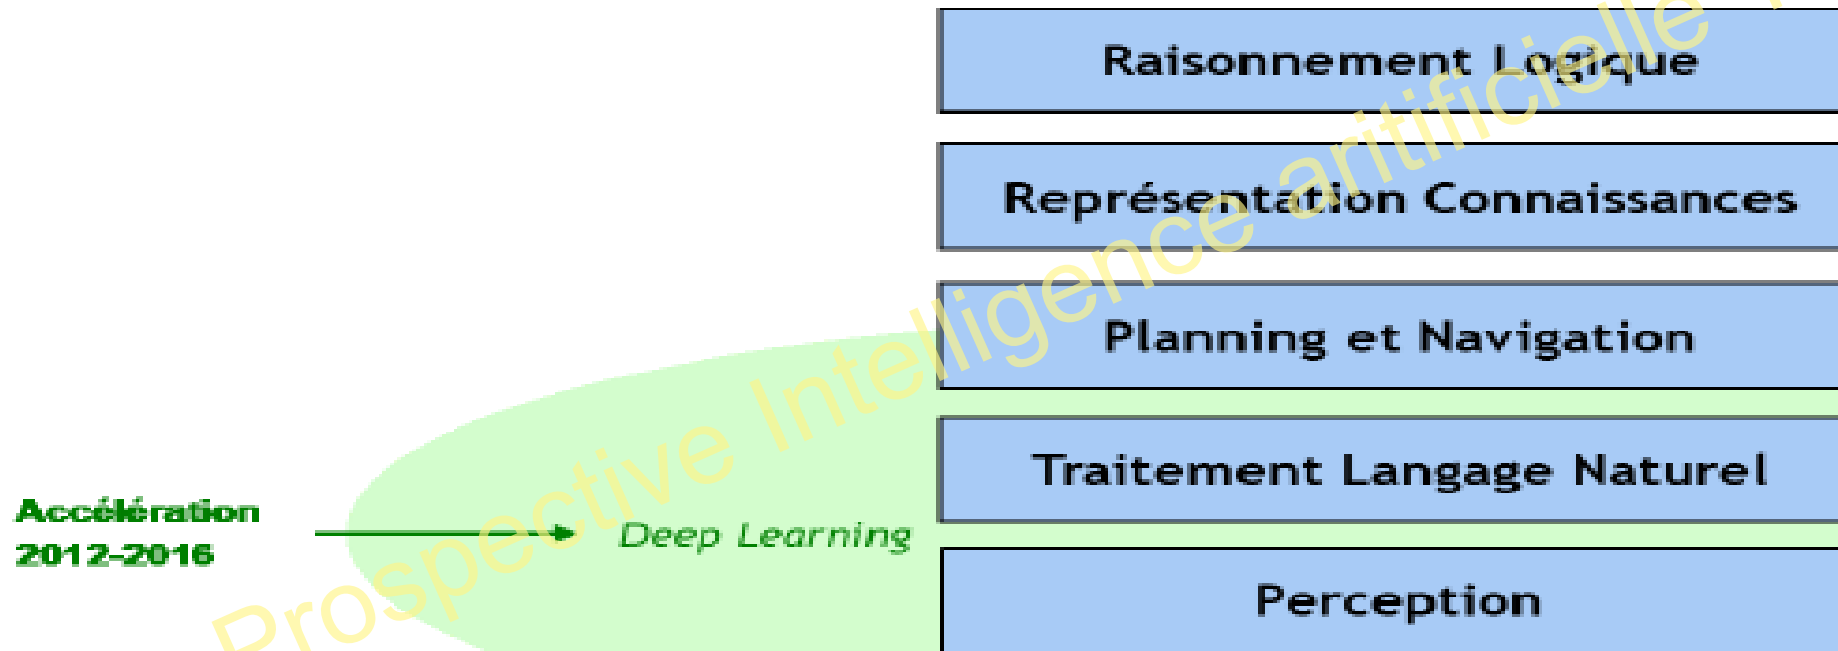 Raisonnement Logique
Représentation Connaissances
Planning et Navigation
Traitement Langage Naturel
Accélération
2012-2016
Deep Learning
Perception
Prospective Intelligence aritificielle